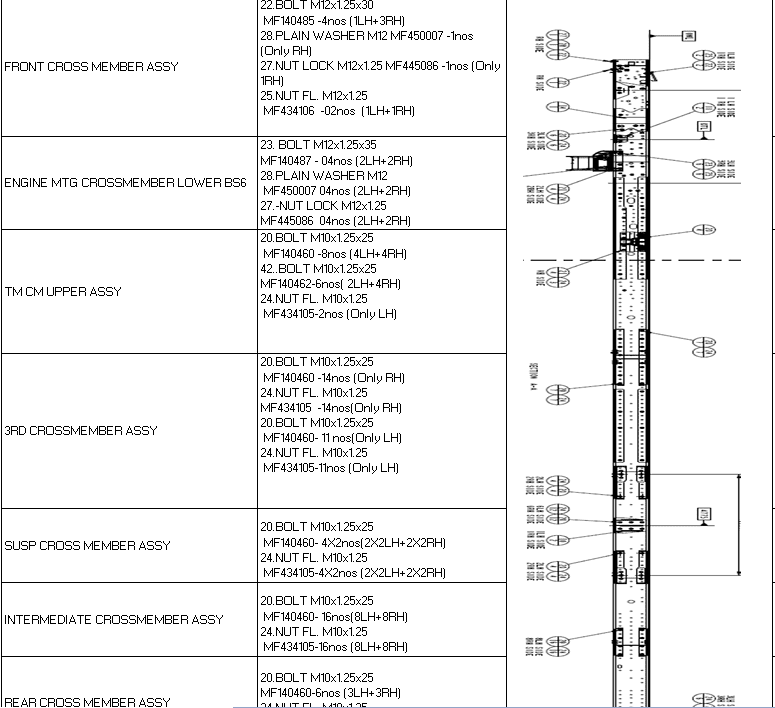 22.BOLT M12x1.25x30
MF140485 -4nos (1LH+3RH)
28.PLAIN WASHER M12 MF450007 -1nos
(Only RH)
FRONT CROSS MEMBER ASSY
27.NUT LOCK M12x1.25 MF445086 -1nos (Only
1RH)
25.NUT FL. M12x1.25
MF434106 -02nos (1LH+1RH)
ENGINE MTG CROSSMEMBER LOWER BS6
23. BOLT M12x1.25x35
MF140487 - 04nos (2LH+2RH)
28.PLAIN WASHER M12
MF450007 04nos (2LH+2RH)
27.-NUT LOCK M12x1.25
MF445086 04nos (2LH+2RH)
TM CM UPPER ASSY
20.BOLT M10x1.25x25
MF140460 -8nos (4LH+4RH)
42..BOLT M10x1.25x25
MF140462-6nos( 2LH+4RH)
24.NUT FL. M10x1.25
MF434105-2nos (Only LH)
3RD CROSSMEMBER ASSY
20.BOLT M10x1.25x25
MF140460 -14nos (Only RH)
24.NUT FL. M10x1.25
MF434105 -14nos(Only RH)
20.BOLT M10x1.25x25
MF140460- 11 nos(Only LH)
24.NUT FL. M10x1.25
MF434105-11nos (Only LH)
SUSP CROSS MEMBER ASSY
20.BOLT M10x1.25x25
MF140460- 4X2nos(2X2LH+2X2RH)
24.NUT FL. M10x1.25
MF434105-4X2nos (2X2LH+2X2RH)
INTERMEDIATE CROSSMEMBER ASSY
20.BOLT M10x1.25x25
MF140460- 16nos(8LH+8RH)
24.NUT FL. M10x1.25
MF434105-16nos (8LH+8RH)
REAR CROSS MEMBER ASSY
20.BOLT M10x1.25x25
MF140460-6nos (3LH+3RH)
24.NUT FL. M10x1.25
SECTION A-A